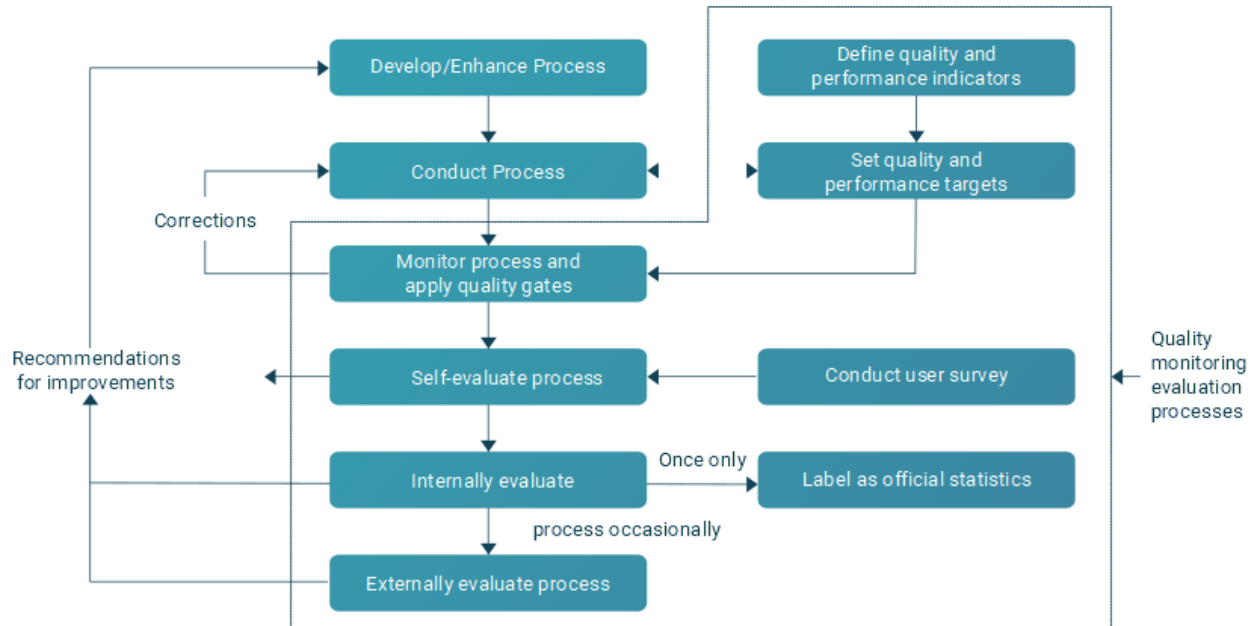 Develop/Enhance Process
Define quality and
performance indicators
Conduct Process
Set quality and
performance targets
Corrections
Monitor process and
apply quality gates
Recommendations
for improvements
Self-evaluate process
Conduct user survey
Quality
monitoring
evaluation
processes
Internally evaluate
Once only
Label as official statistics
process occasionally
Externally evaluate process